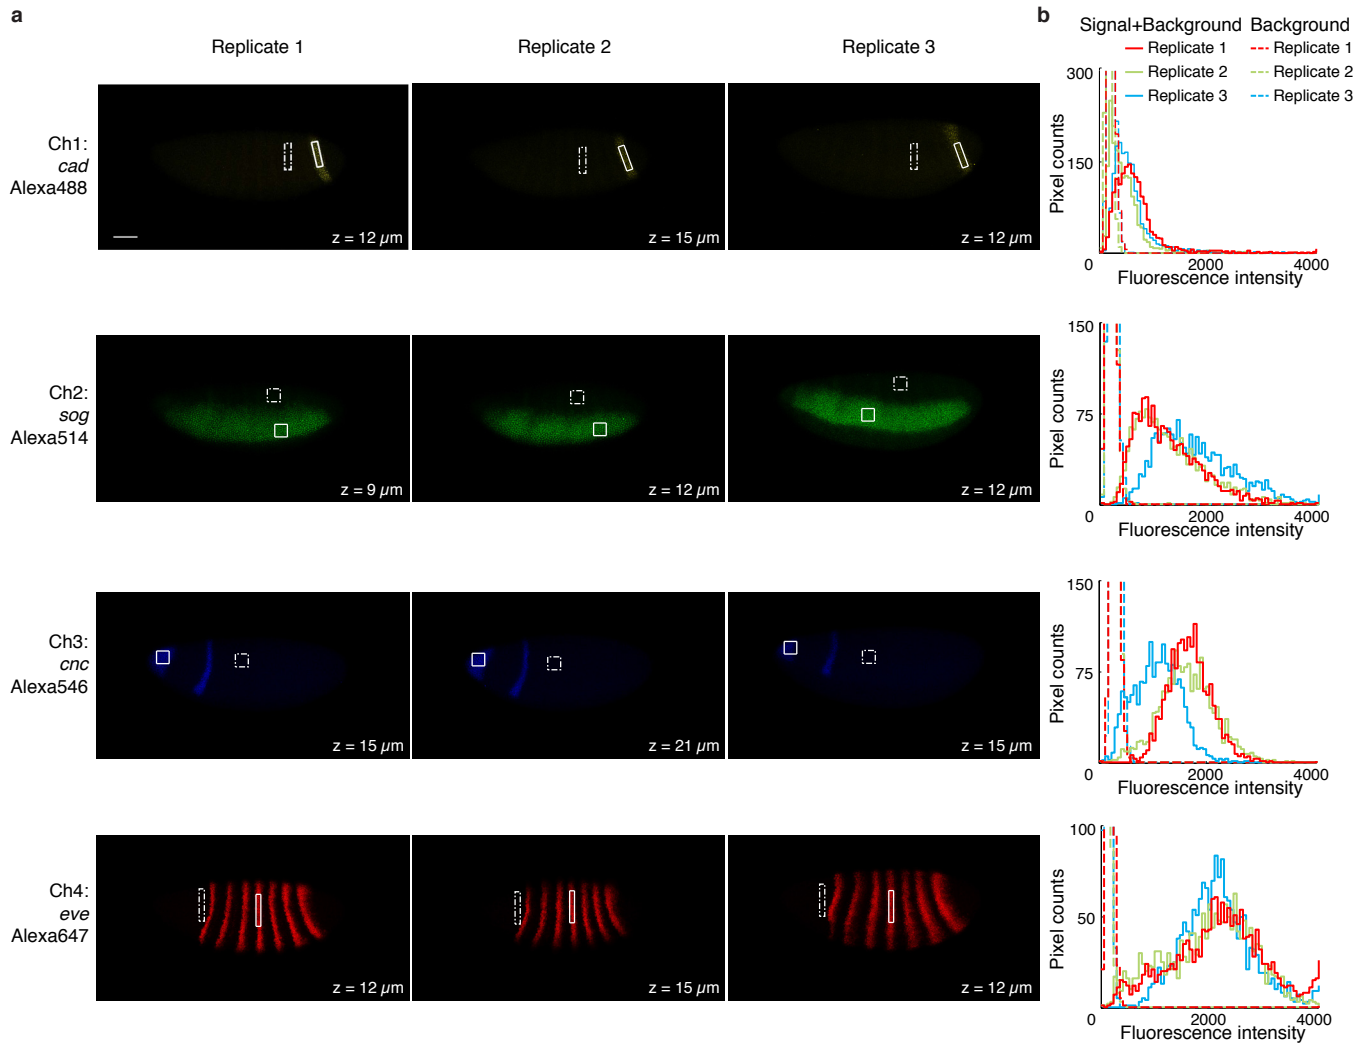 a
b
Replicate 1
Replicate 2
Replicate 3
Signal+Background
Background
Replicate 1
Replicate 1
Replicate 2
Replicate 2
Replicate 3
Replicate 3
Ch1:
cad
Alexa488
z = 12 µm
z = 15 µm
z = 12 µm
300
150
0
2000
4000
Pixel counts
Fluorescence intensity
Ch2:
sog
Alexa514
z = 9 µm
z = 12 µm
z = 12 µm
150
75
0
2000
4000
Pixel counts
Fluorescence intensity
Ch3:
cnc
Alexa546
z = 15 µm
z = 21 µm
z = 15 µm
150
75
0
2000
4000
Pixel counts
Fluorescence intensity
Ch4:
eve
Alexa647
z = 12 µm
z = 15 µm
z = 12 µm
100
50
0
2000
4000
Pixel counts
Fluorescence intensity